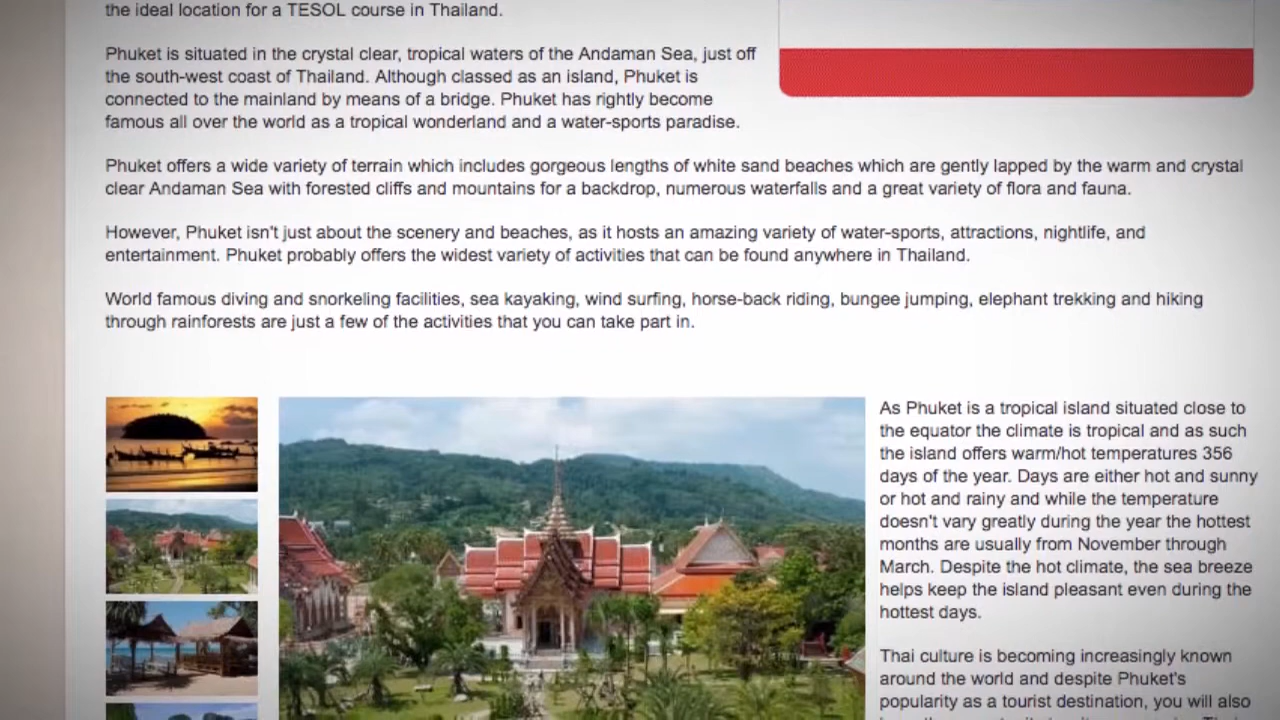 the ideal location for a TESOL course in Thailand.
Phuket is situated in the crystal clear, tropical waters of the Andaman Sea, just off
the south-west coast of Thailand. Although classed as an island, Phuket is
connected to the mainland by means of a bridge. Phuket has rightly become
famous all over the world as a tropical wonderland and a water-sports paradise.
Phuket offers a wide variety of terrain which includes gorgeous lengths of white sand beaches which are gently lapped by the warm and crystal
clear Andaman Sea with forested cliffs and mountains for a backdrop, numerous waterfalls and a great variety of flora and fauna.
However, Phuket isn't just about the scenery and beaches, as it hosts an amazing variety of water-sports, attractions, nightlife, and
entertainment. Phuket probably offers the widest variety of activities that can be found anywhere in Thailand.
World famous diving and snorkeling facilities, sea kayaking, wind surfing, horse-back riding, bungee jumping, elephant trekking and hiking
through rainforests are just a few of the activities that you can take part in.
As Phuket is a tropical island situated close to
the equator the climate is tropical and as such
the island offers warm/hot temperatures 356
days of the year. Days are either hot and sunny
or hot and rainy and while the temperature
doesn't vary greatly during the year the hottest
months are usually from November through
March. Despite the hot climate, the sea breeze
helps keep the island pleasant even during the
hottest days.
Thai culture is becoming increasingly known
around the world and despite Phuket's
popularity as a tourist destination, you will also